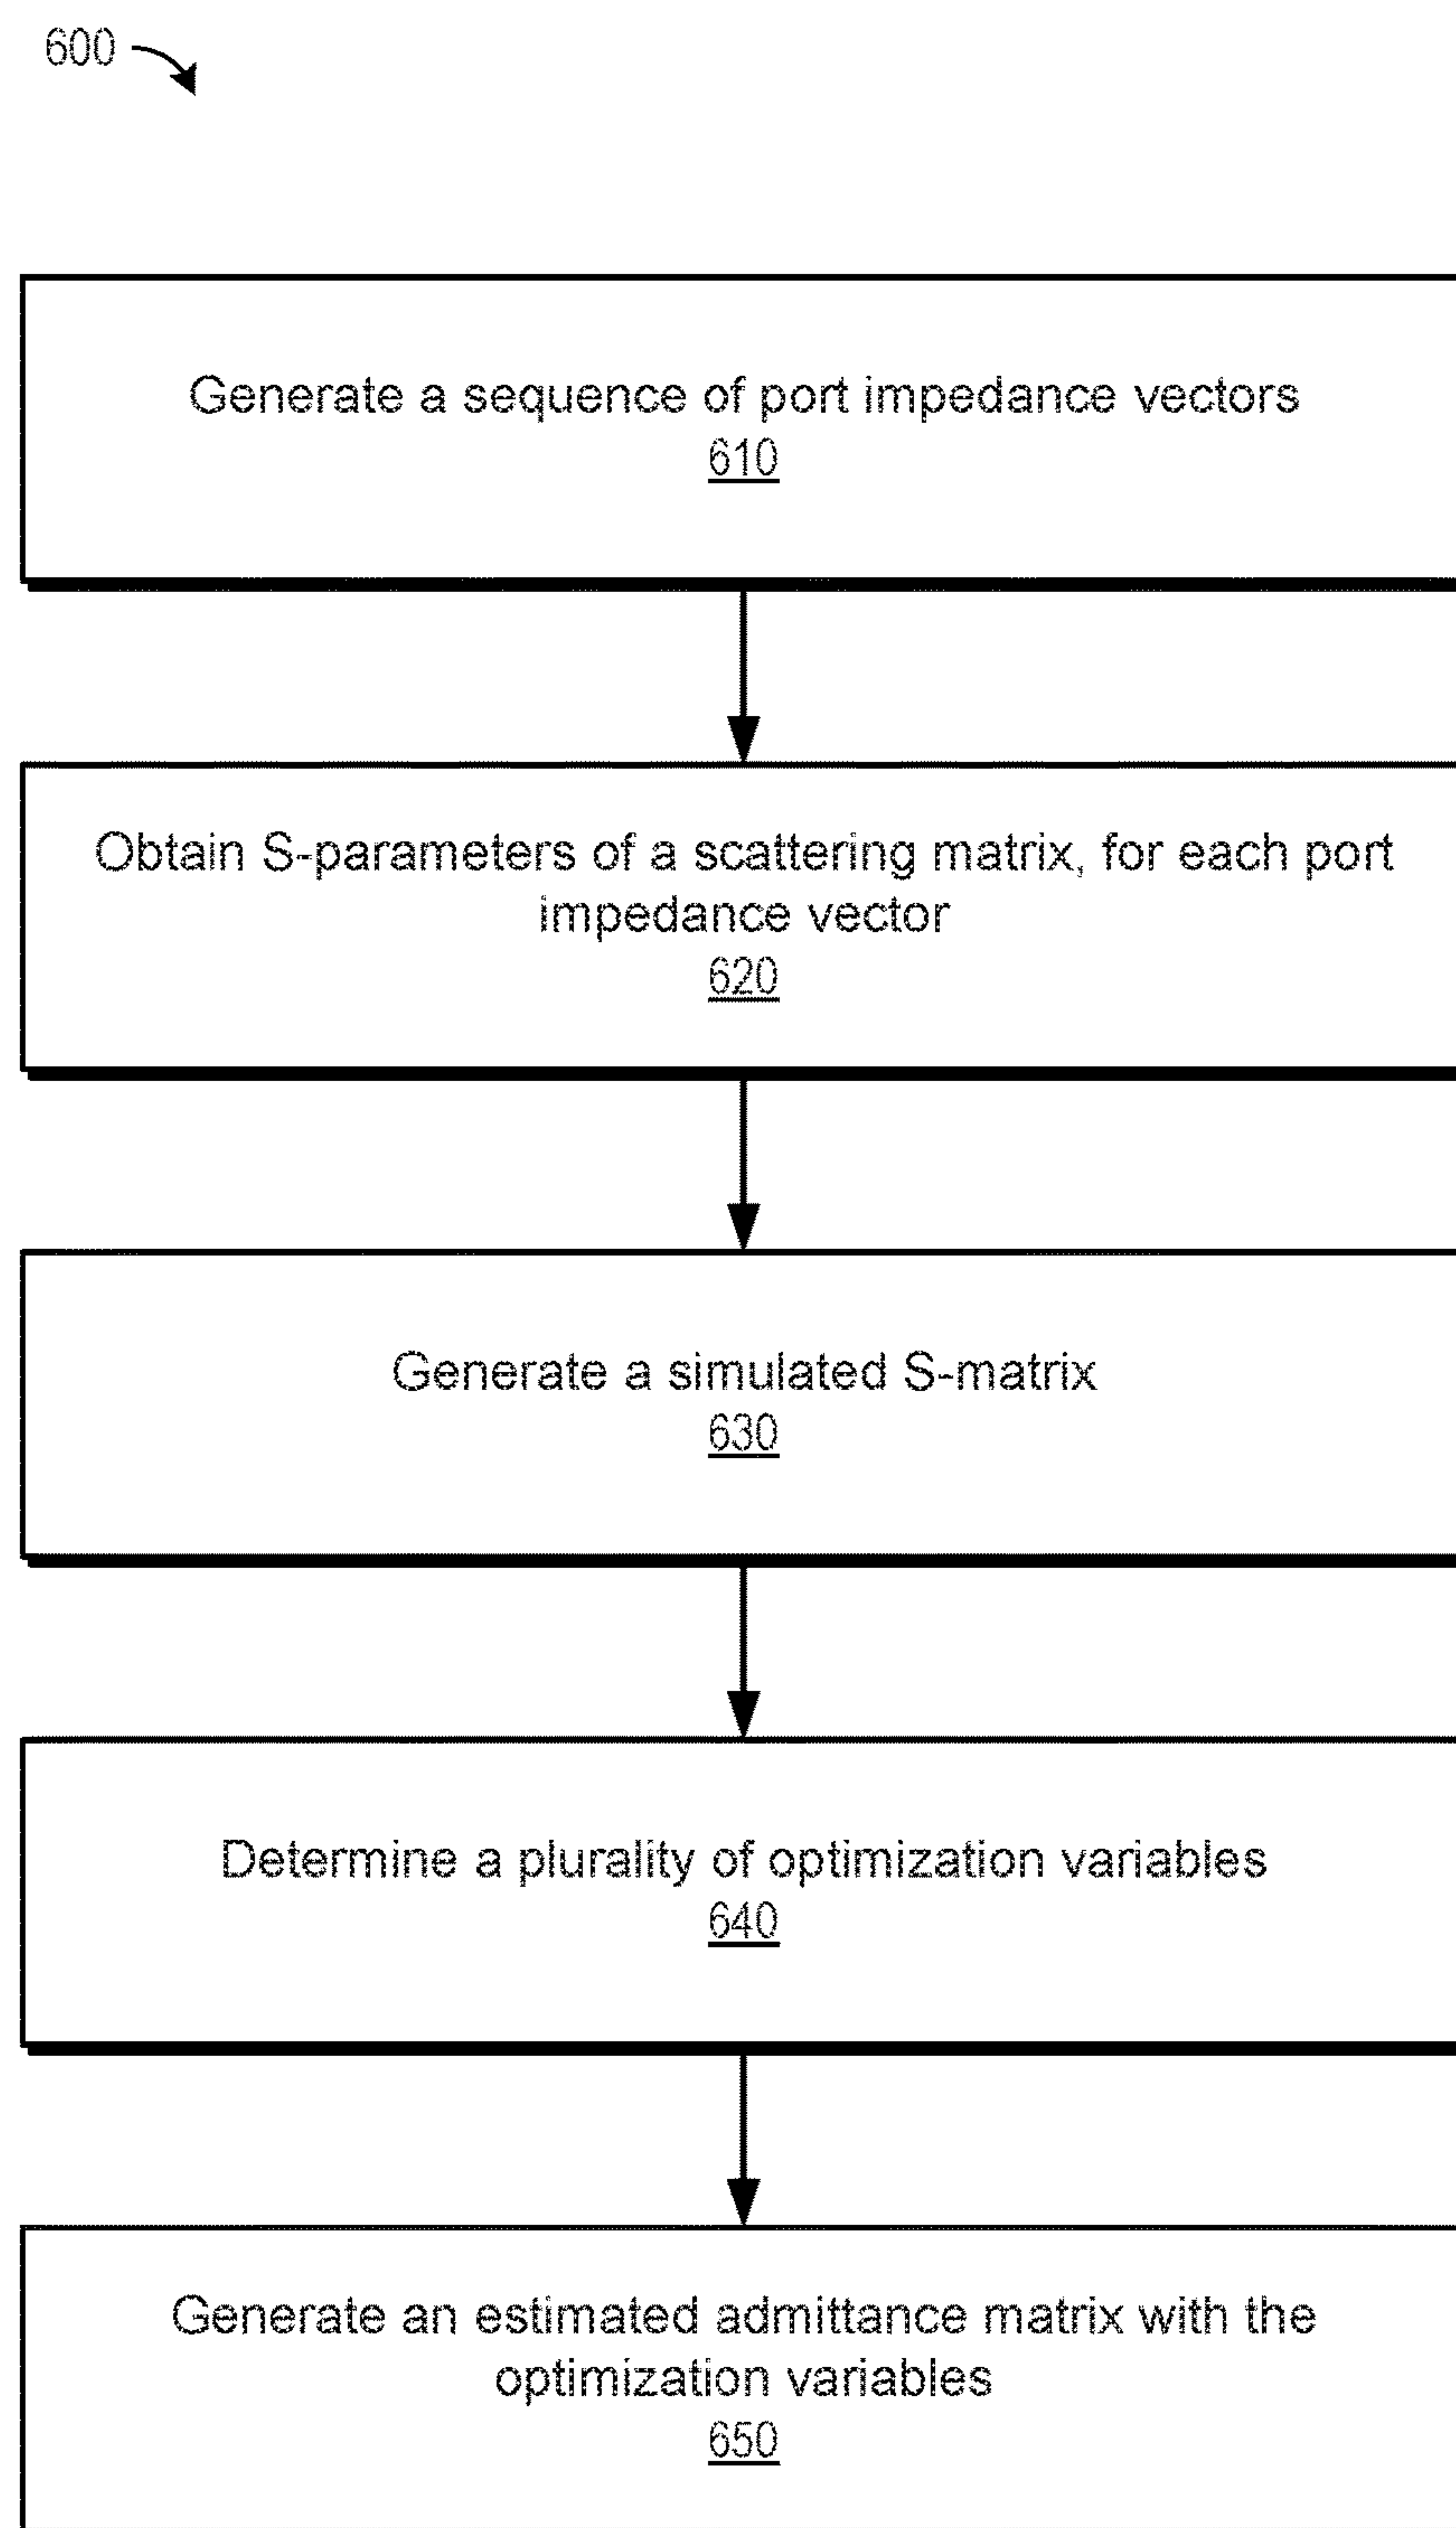 600
Generate a sequence of port impedance vectors
610
Obtain S-parameters of a scattering matrix, for each port
impedance vector
620
Generate a simulated S-matrix
630
Determine a plurality of optimization variables
640
Generate an estimated admittance matrix with the
optimization variables
650